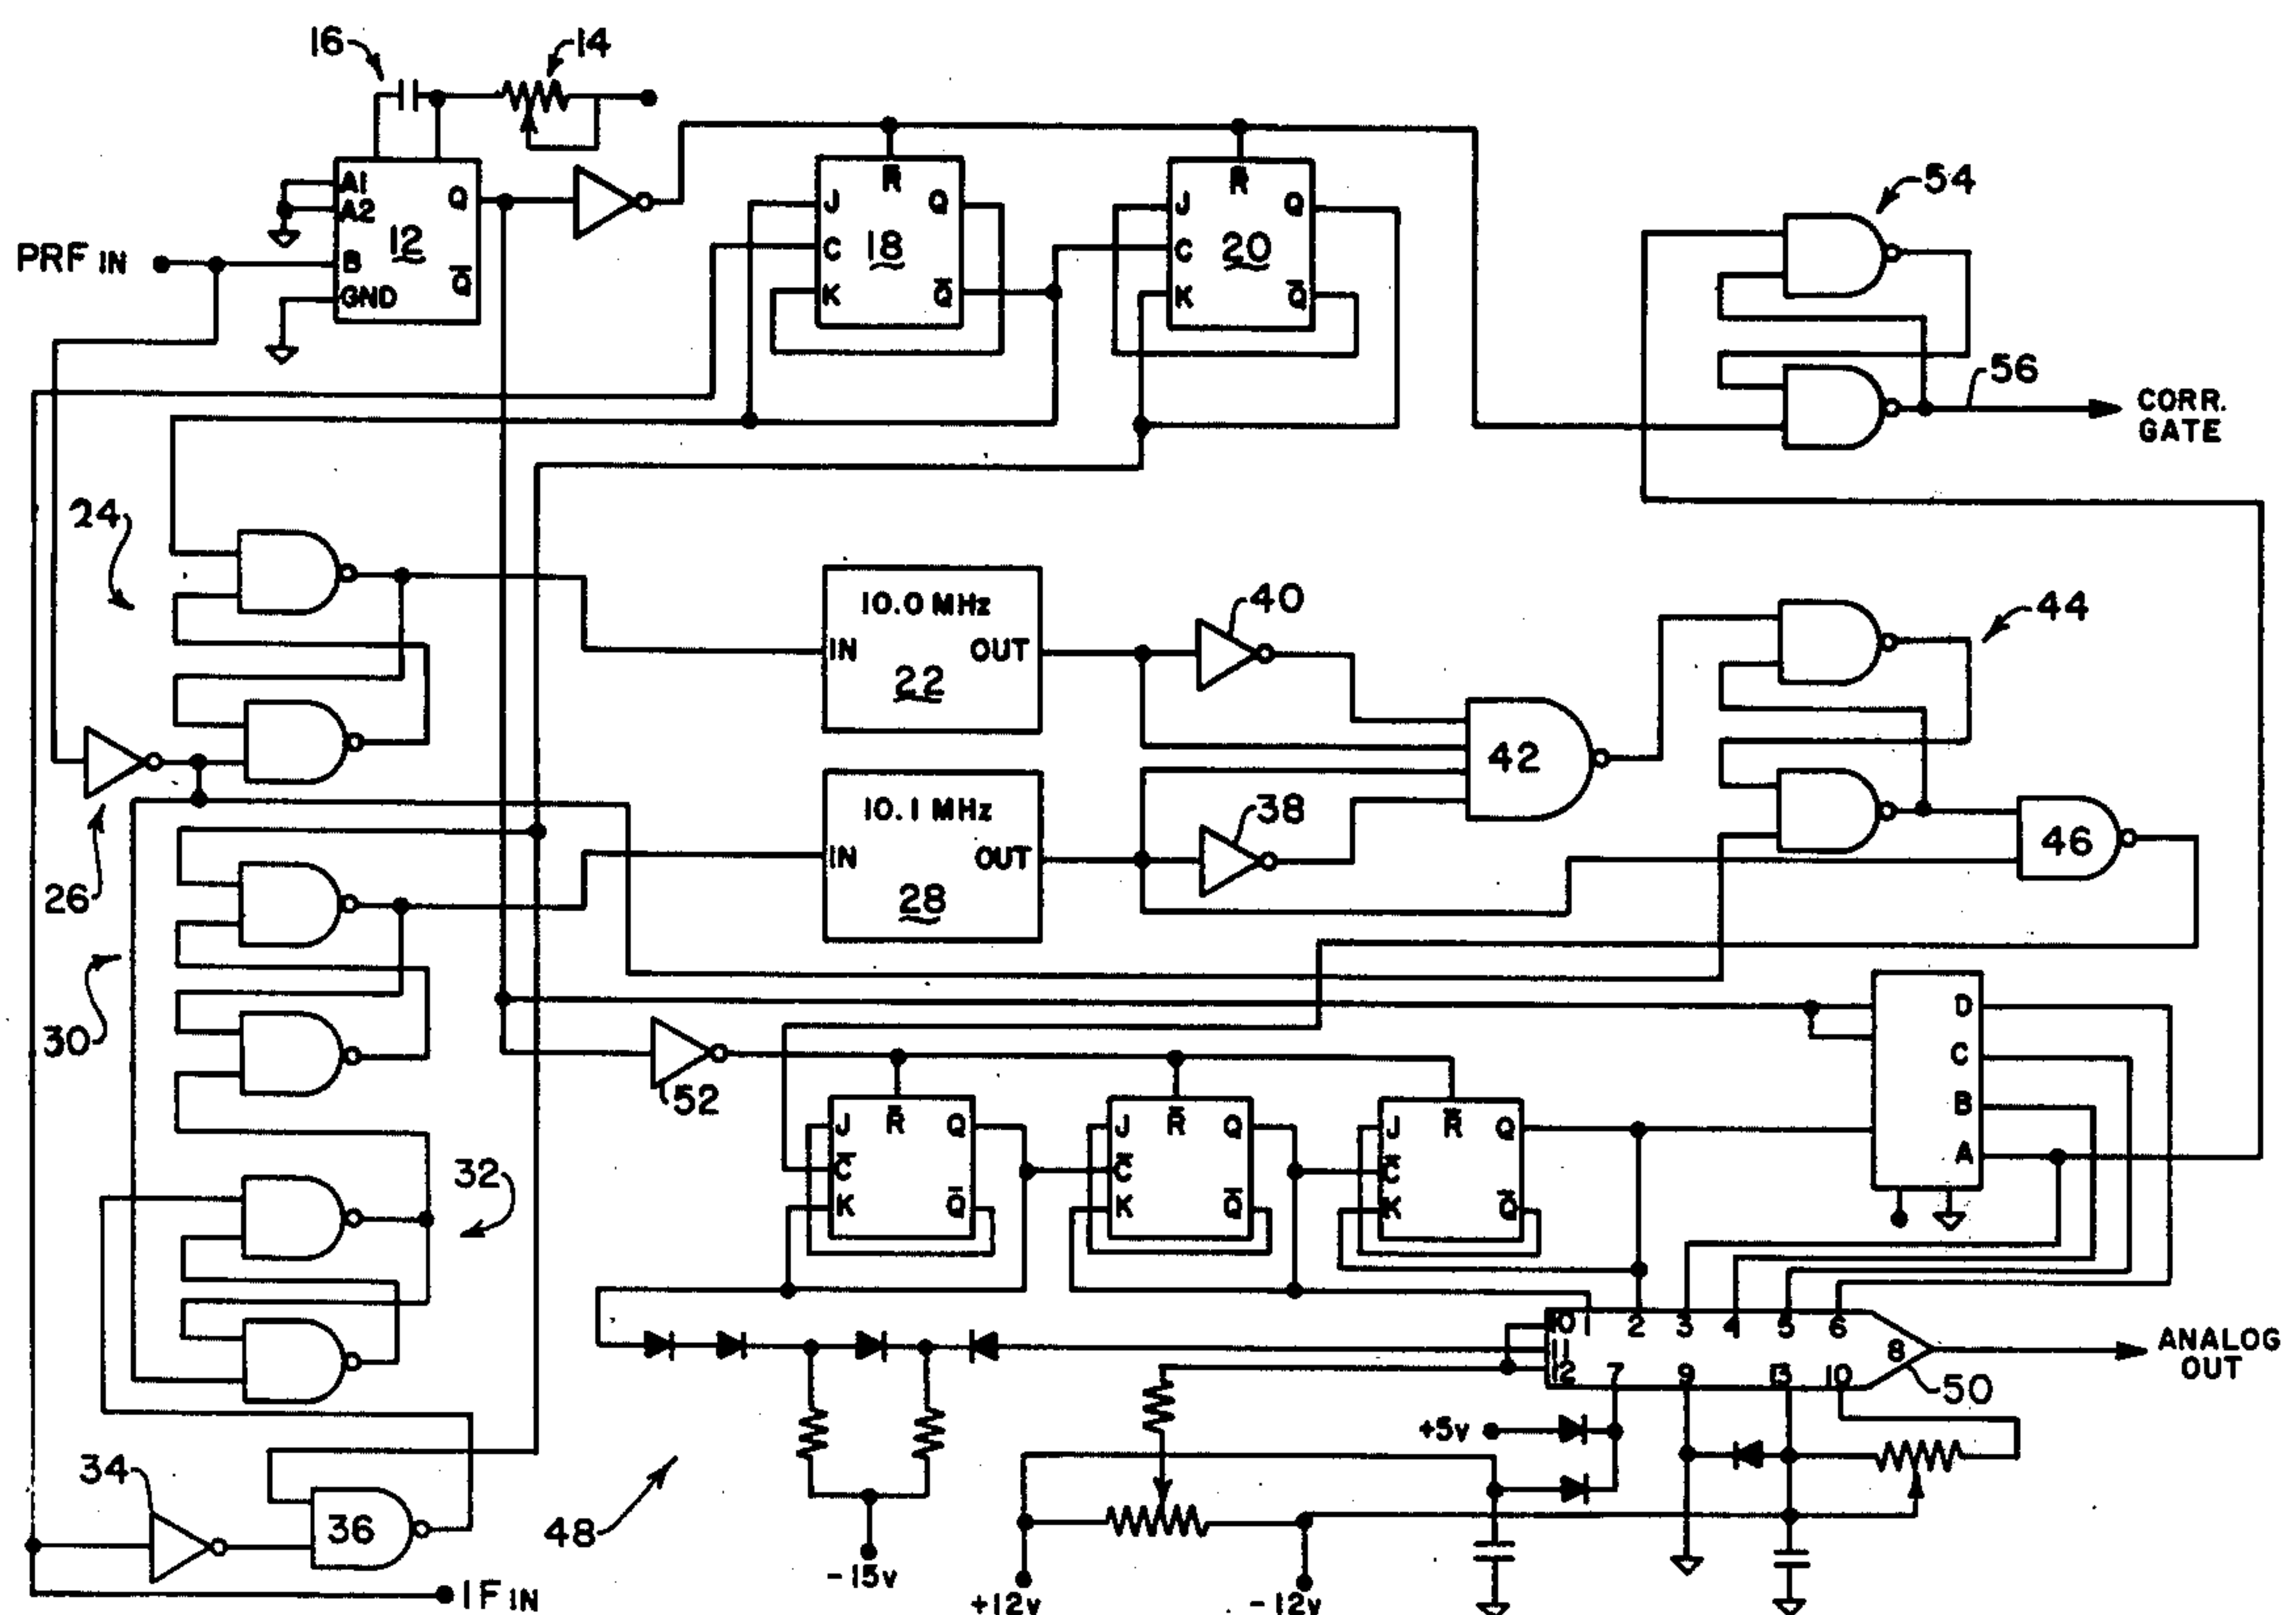 16
14
A1
A2
Q
12
B
Q̅
GND
PRF IN
R̅
J
Q
C
18
K
Q̅
R̅
J
Q
C
20
K
Q̅
54
56
CORR.
GATE
24
10.0 MHz
IN
OUT
22
40
44
42
10.1 MHz
IN
OUT
28
38
46
26
30
52
D
C
B
A
J
R̅
Q
C̅
K
Q̅
J
R̅
Q
C̅
K
Q̅
J
R̅
Q
C̅
K
Q̅
32
10
1
2
3
4
5
6
11
12
7
9
13
10
8
50
ANALOG
OUT
+5v
34
36
48
-15v
+12v
-12v
IF IN